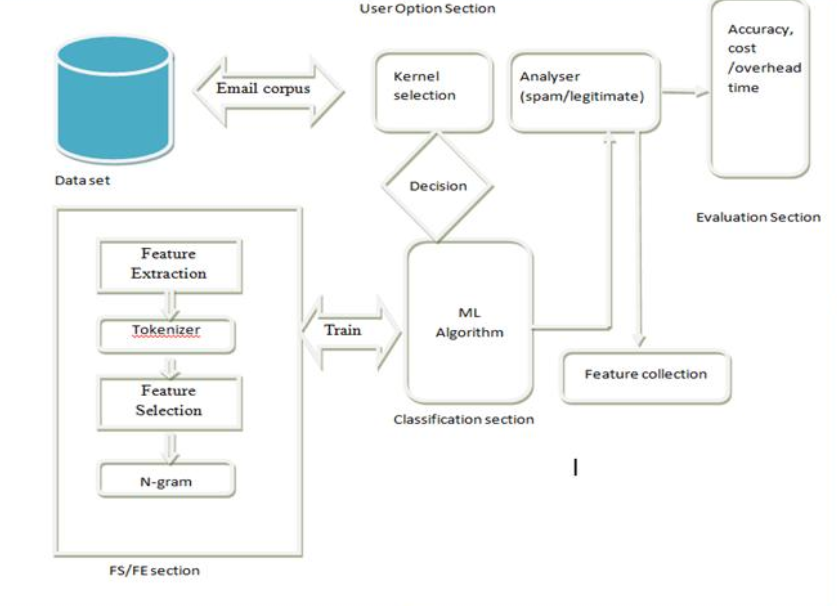 User Option Section
Email corpus
Kernel
selection
Analyser
(spam/legitimate)
Accuracy,
cost
/overhead
time
Data set
Decision
Evaluation Section
Feature
Extraction
Tokenizer
Feature
Selection
N-gram
Train
ML
Algorithm
Feature collection
Classification section
FS/FE section